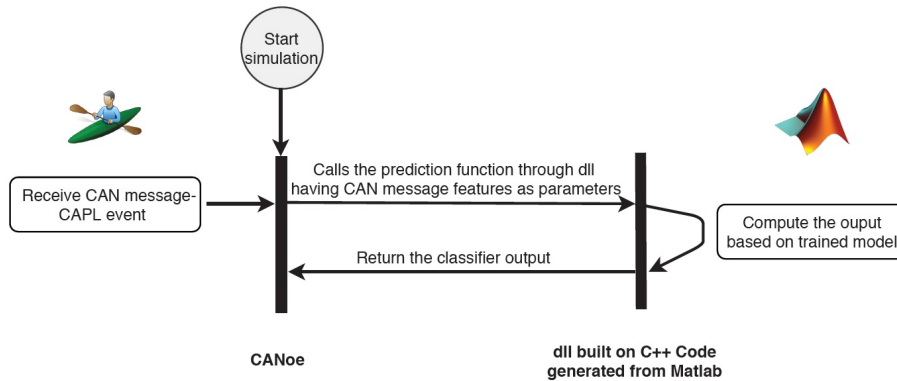 Start
simulation
Calls the prediction function through dll
having CAN message features as parameters
Receive CAN message-
CAPL event
Compute the ouput
based on trained model
Return the classifier output
CANoe
dll built on C++ Code
generated from Matlab